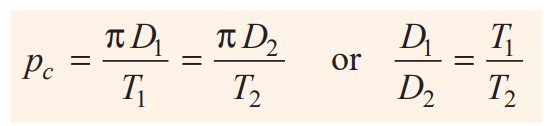 p_c = πD₁/T₁ = πD₂/T₂ or D₁/D₂ = T₁/T₂